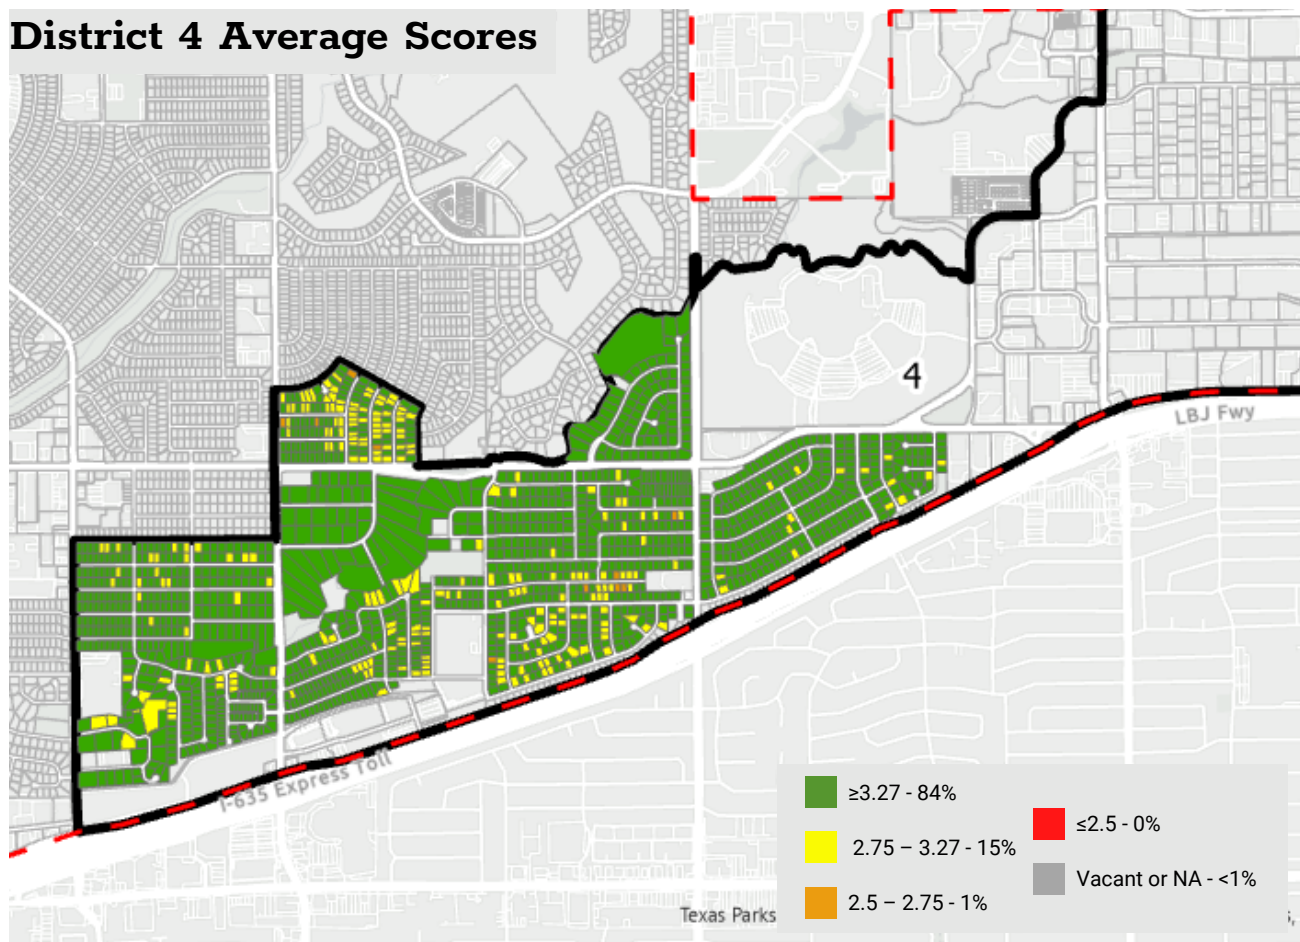 District 4 Average Scores
4
LBJ Fwy
I-635 Express Toll
≥3.27 - 84%
2.75 – 3.27 - 15%
2.5 – 2.75 - 1%
≤2.5 - 0%
Vacant or NA - <1%
Texas Parks